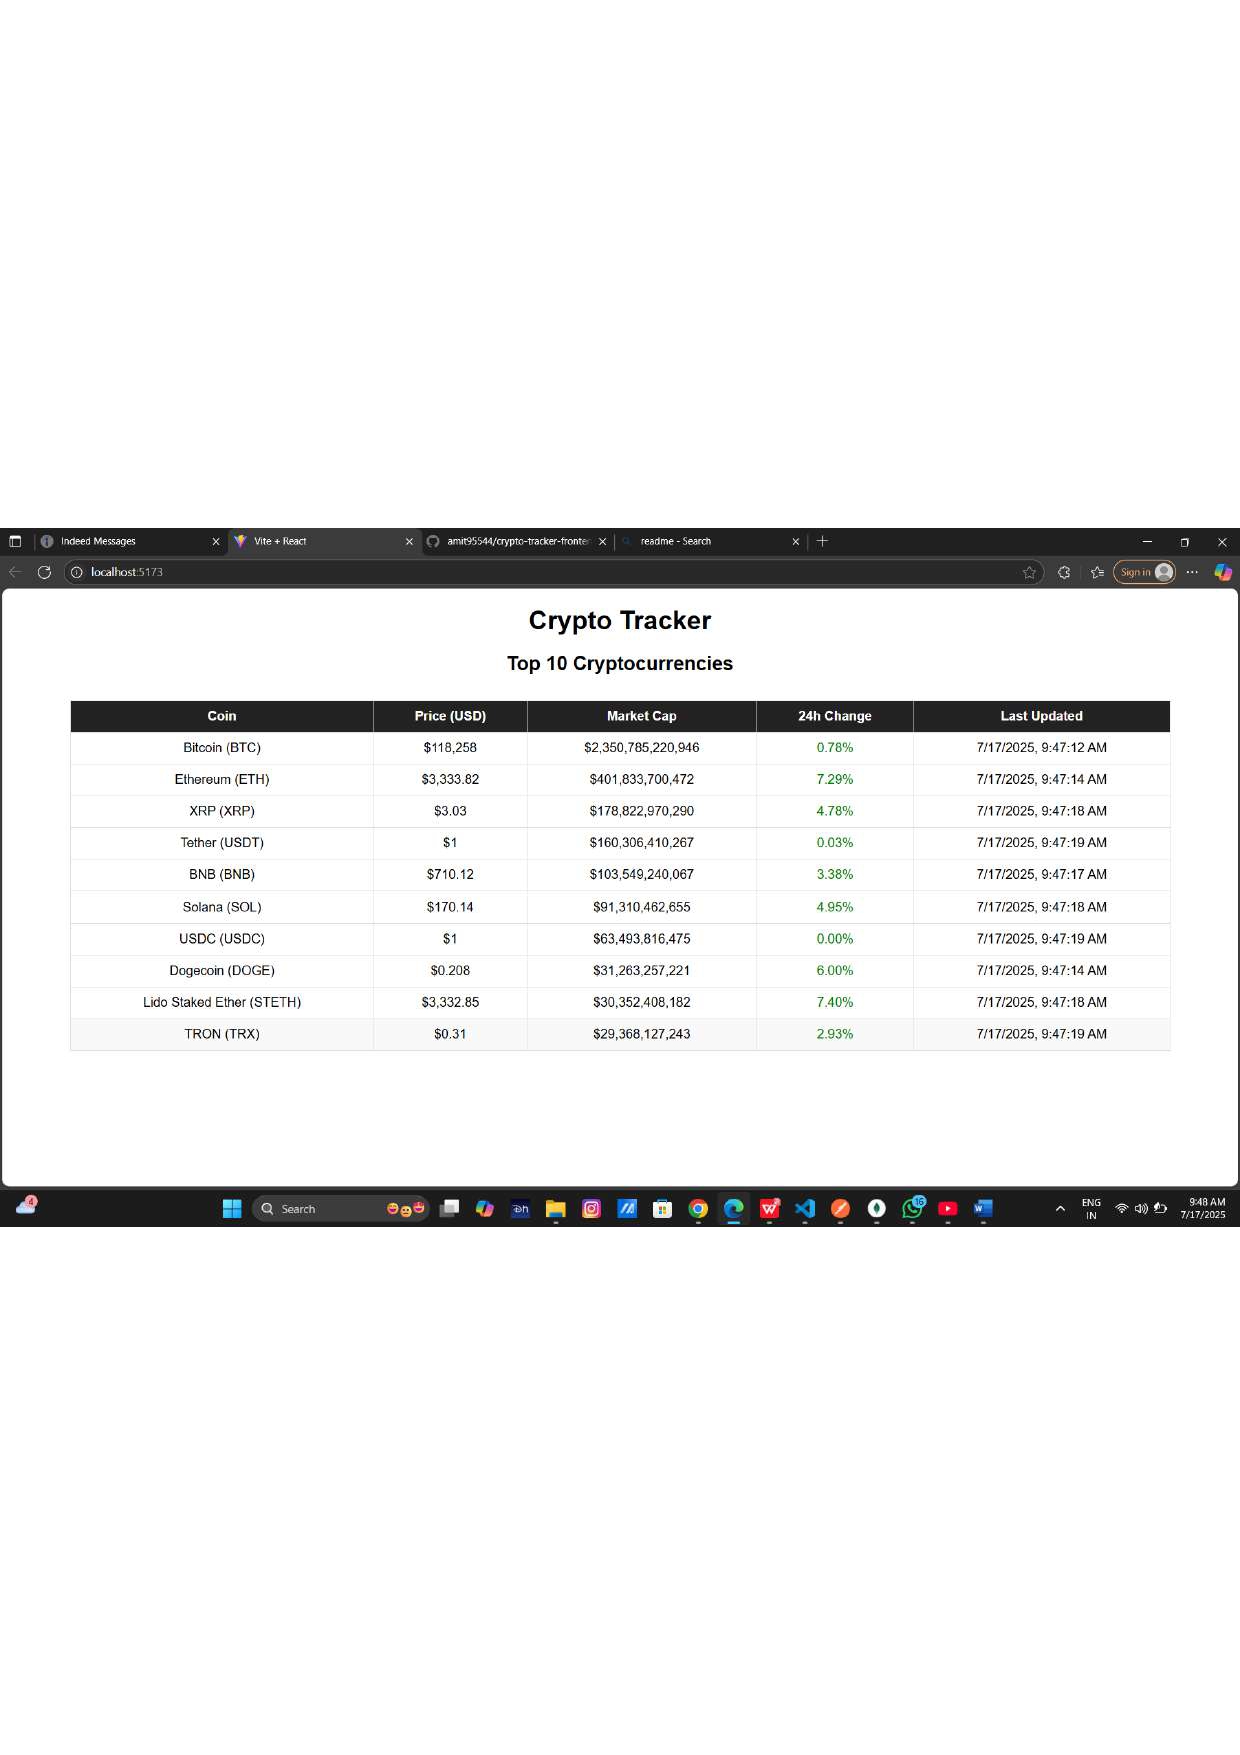 Indeed Messages
Vite + React
amit95544/crypto-tracker-fronten
readme - Search
localhost:5173
Sign in
Crypto Tracker
Top 10 Cryptocurrencies
Coin Price (USD) Market Cap 24h Change Last Updated
Bitcoin (BTC) $118,258 $2,350,785,220,946 0.78% 7/17/2025, 9:47:12 AM
Ethereum (ETH) $3,333.82 $401,833,700,472 7.29% 7/17/2025, 9:47:14 AM
XRP (XRP) $3.03 $178,822,970,290 4.78% 7/17/2025, 9:47:18 AM
Tether (USDT) $1 $160,306,410,267 0.03% 7/17/2025, 9:47:19 AM
BNB (BNB) $710.12 $103,549,240,067 3.38% 7/17/2025, 9:47:17 AM
Solana (SOL) $170.14 $91,310,462,655 4.95% 7/17/2025, 9:47:18 AM
USDC (USDC) $1 $63,493,816,475 0.00% 7/17/2025, 9:47:19 AM
Dogecoin (DOGE) $0.208 $31,263,257,221 6.00% 7/17/2025, 9:47:14 AM
Lido Staked Ether (STETH) $3,332.85 $30,352,408,182 7.40% 7/17/2025, 9:47:18 AM
TRON (TRX) $0.31 $29,368,127,243 2.93% 7/17/2025, 9:47:19 AM
4
Search
16
ENG
IN
9:48 AM
7/17/2025